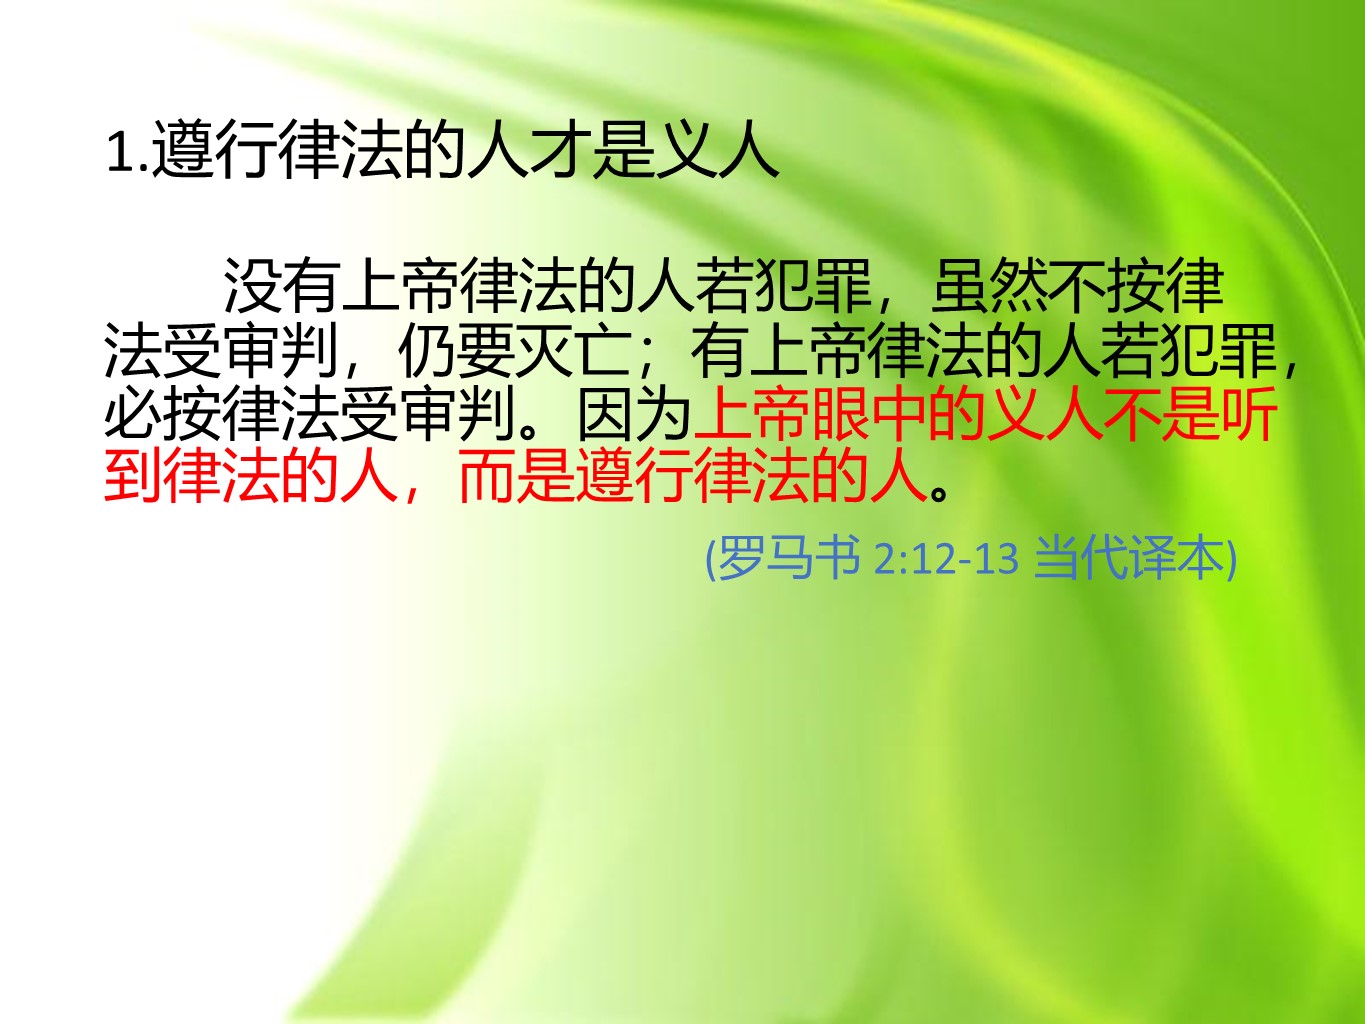 1.遵行律法的人才是义人
没有上帝律法的人若犯罪，虽然不按律
法受审判，仍要灭亡；有上帝律法的人若犯罪，
必按律法受审判。因为上帝眼中的义人不是听
到律法的人，而是遵行律法的人。
(罗马书 2:12-13 当代译本)